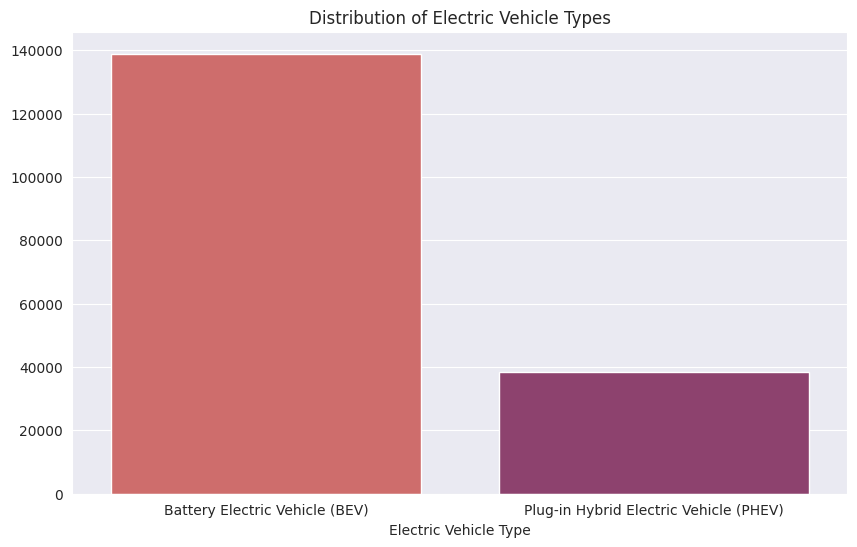 Distribution of Electric Vehicle Types
140000
120000
100000
80000
60000
40000
20000
0
Battery Electric Vehicle (BEV) Plug-in Hybrid Electric Vehicle (PHEV)
Electric Vehicle Type